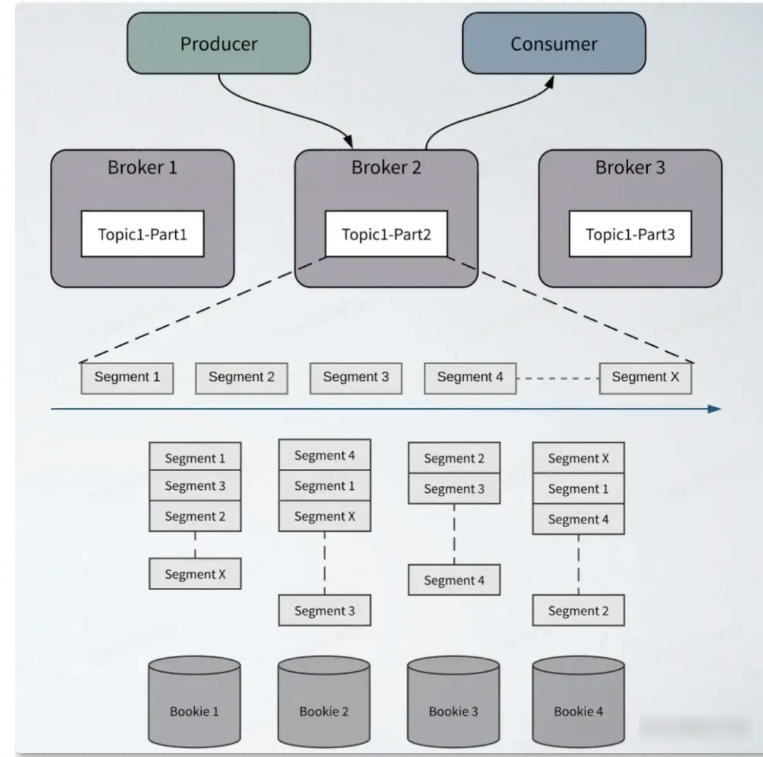 Producer
Consumer
Broker 1
Broker 2
Broker 3
Topic1-Part1
Topic1-Part2
Topic1-Part3
Segment 1
Segment 2
Segment 3
Segment 4
Segment X
Segment 1
Segment 3
Segment 2
Segment X
Segment 4
Segment 1
Segment X
Segment 3
Segment 2
Segment 3
Segment 4
Segment X
Segment 1
Segment 4
Segment 2
Bookie 1
Bookie 2
Bookie 3
Bookie 4